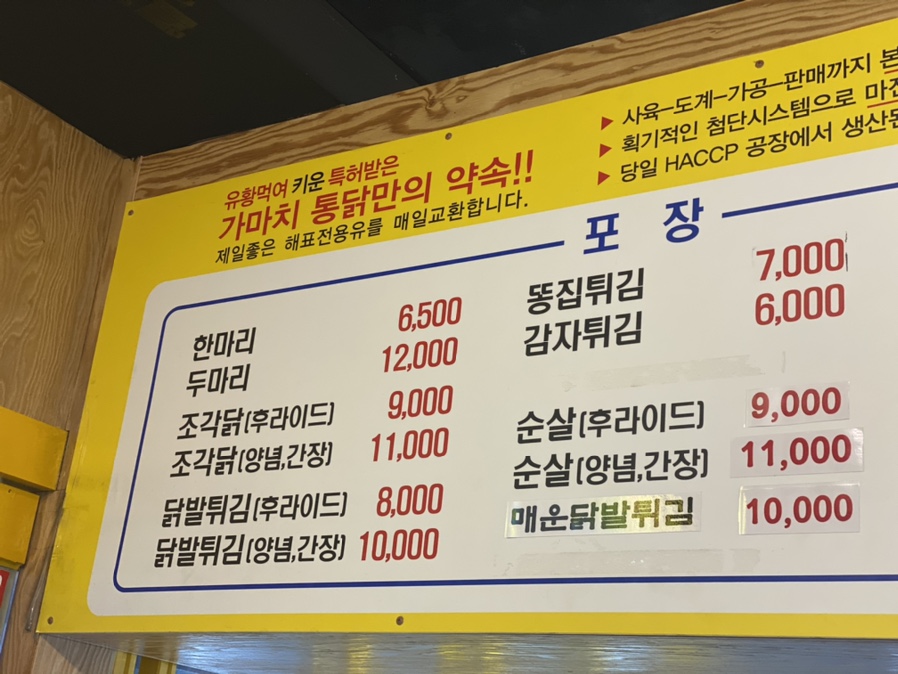 유황먹여 키운 특허받은
가마치 통닭만의 약속!!
제일좋은 해표전용유를 매일교환합니다.
▶ 사육-도계-가공-판매까지 본
▶ 획기적인 첨단시스템으로
▶ 당일 HACCP 공장에서 생산된
포 장
한마리 6,500
두마리 12,000
조각닭(후라이드) 9,000
조각닭(양념,간장) 11,000
닭발튀김(후라이드) 8,000
닭발튀김(양념,간장) 10,000
똥집튀김 7,000
감자튀김 6,000
순살(후라이드) 9,000
순살(양념,간장) 11,000
매운닭발튀김 10,000